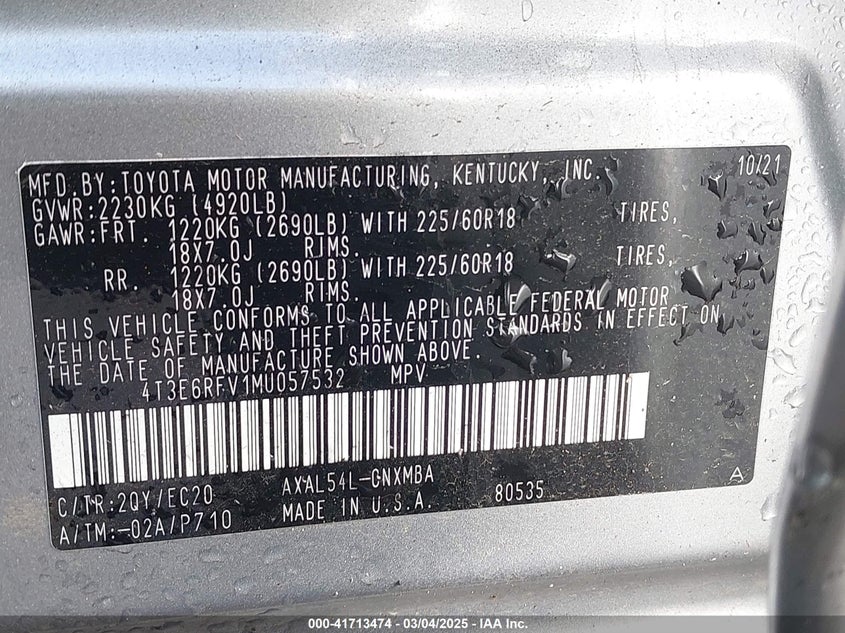 MFD.BY:TOYOTA MOTOR MANUFACTURING, KENTUCKY, INC. 10/21
GVWR:2230KG (4920LB)
GAWR:FRT. 1220KG (2690LB) WITH 225/60R18 TIRES,
18X7.0J RIMS.
RR. 1220KG (2690LB) WITH 225/60R18 TIRES,
18X7.0J RIMS.
THIS VEHICLE CONFORMS TO ALL APPLICABLE FEDERAL MOTOR
VEHICLE SAFETY AND THEFT PREVENTION STANDARDS IN EFFECT ON
THE DATE OF MANUFACTURE SHOWN ABOVE.
4T3E6RFV1MU057532 MPV
C/TR:2QY/EC20 AXAL54L-GNXMBA
A/TM:-02A/P710 MADE IN U.S.A. 80535 A
000-41713474 - 03/04/2025 - IAA Inc.